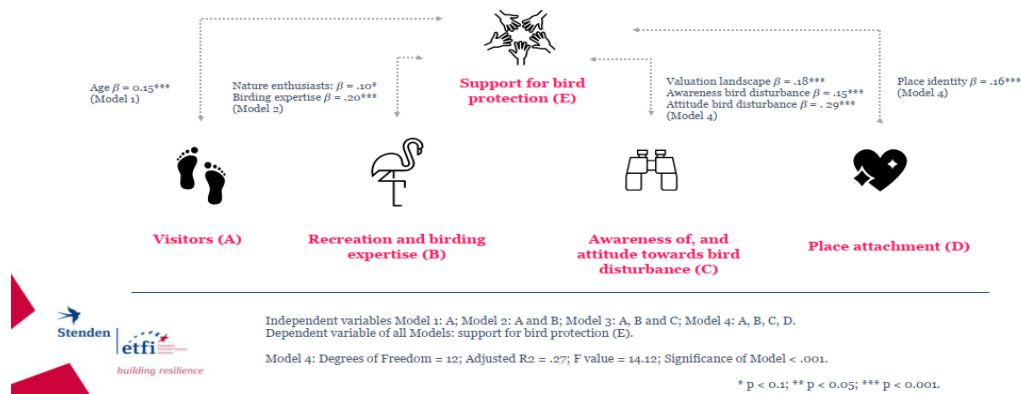 Support for bird
protection (E)
Age β = 0.15***
(Model 1)
Nature enthusiasts: β = .10*
Birding expertise β = .20***
(Model 2)
Valuation landscape β = .18***
Awareness bird disturbance β = .15***
Attitude bird disturbance β = . 29***
(Model 4)
Place identity β = .16***
(Model 4)
Visitors (A)
Recreation and birding
expertise (B)
Awareness of, and
attitude towards bird
disturbance (C)
Place attachment (D)
Stenden
etfi
building resilience
Independent variables Model 1: A; Model 2: A and B; Model 3: A, B and C; Model 4: A, B, C, D.
Dependent variable of all Models: support for bird protection (E).
Model 4: Degrees of Freedom = 12; Adjusted R2 = .27; F value = 14.12; Significance of Model < .001.
* p < 0.1; ** p < 0.05; *** p < 0.001.